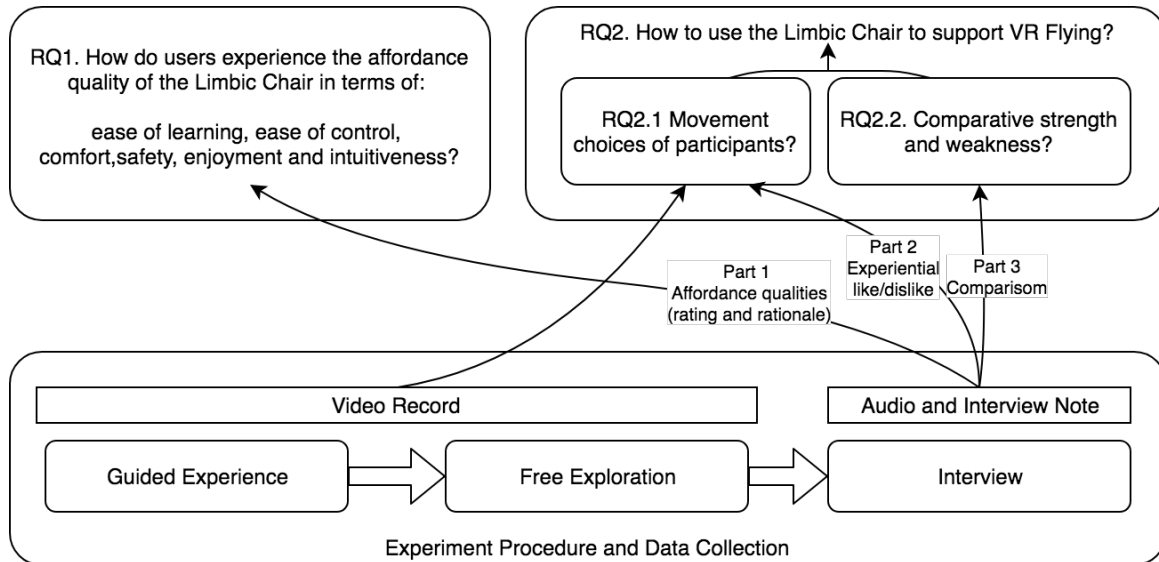 RQ1. How do users experience the affordance
quality of the Limbic Chair in terms of:
ease of learning, ease of control,
comfort,safety, enjoyment and intuitiveness?
RQ2. How to use the Limbic Chair to support VR Flying?
RQ2.1 Movement
choices of participants?
RQ2.2. Comparative strength
and weakness?
Part 1
Affordance qualities
(rating and rationale)
Part 2
Experiential
like/dislike
Part 3
Comparisom
Video Record
Audio and Interview Note
Guided Experience
Free Exploration
Interview
Experiment Procedure and Data Collection